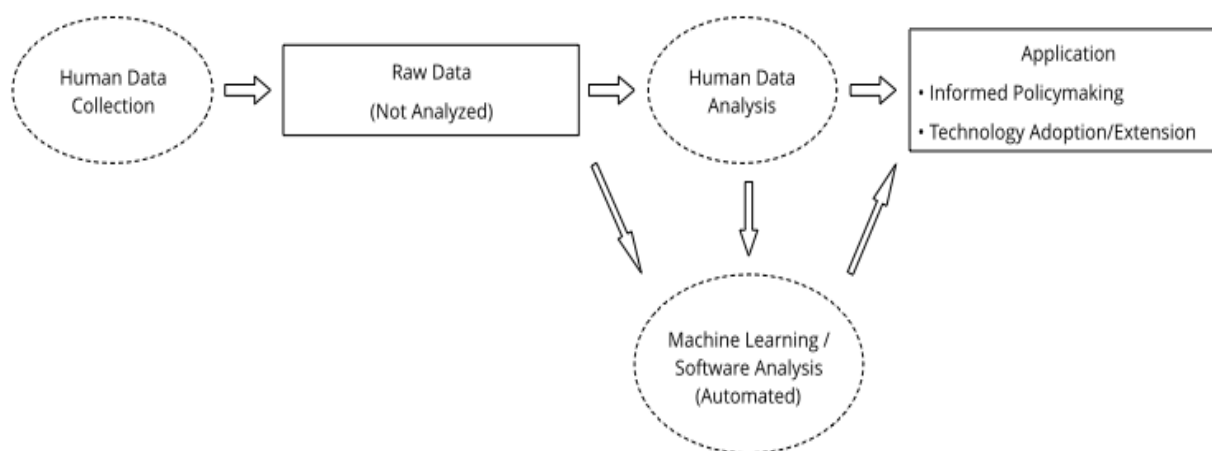 Human Data
Collection
Raw Data
(Not Analyzed)
Human Data
Analysis
Application
• Informed Policymaking
• Technology Adoption/Extension
Machine Learning /
Software Analysis
(Automated)